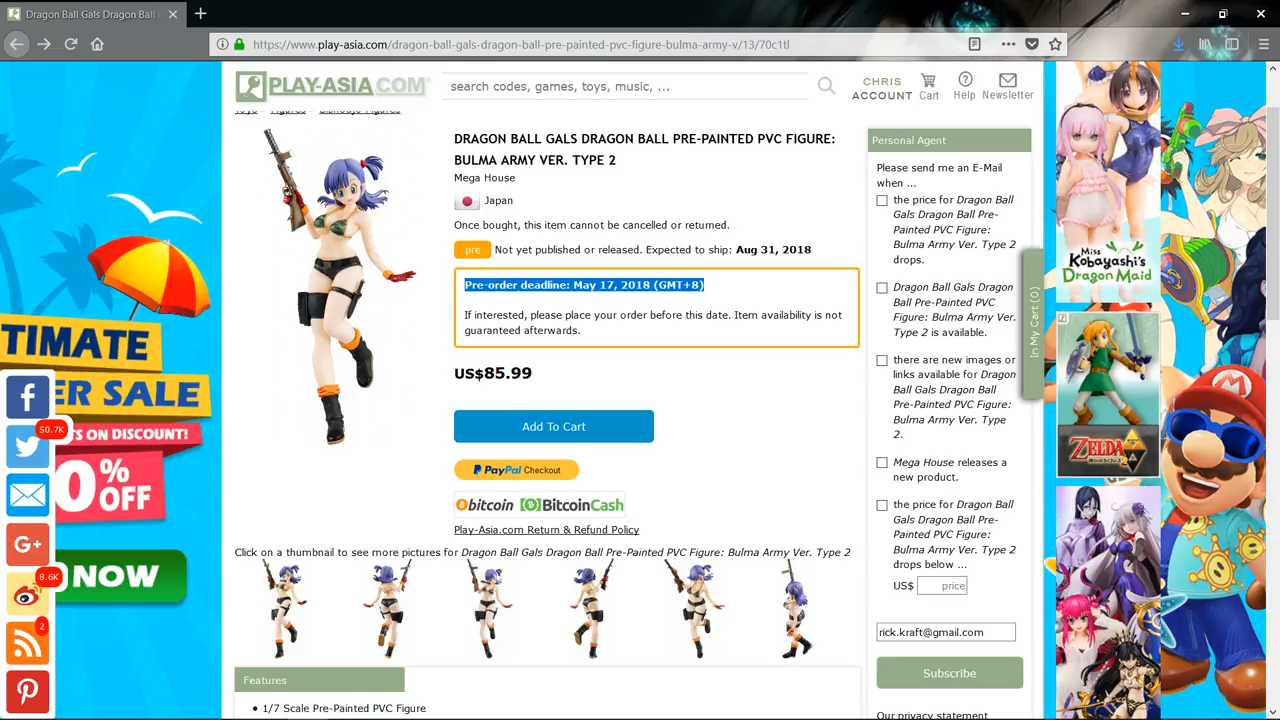 Dragon Ball Gals Dragon Ball
https://www.play-asia.com/dragon-ball-gals-dragon-ball-pre-painted-pvc-figure-bulma-army-v/13/70c1tl
PLAY-ASIA.COM
search codes, games, toys, music, ...
CHRIS
ACCOUNT
Cart
Help
Newsletter
Toys
Figures
Bishoujo Figures
DRAGON BALL GALS DRAGON BALL PRE-PAINTED PVC FIGURE:
BULMA ARMY VER. TYPE 2
Mega House
Japan
Once bought, this item cannot be cancelled or returned.
pre Not yet published or released. Expected to ship: Aug 31, 2018
Pre-order deadline: May 17, 2018 (GMT+8)
If interested, please place your order before this date. Item availability is not
guaranteed afterwards.
US$85.99
Add To Cart
PayPal Checkout
bitcoin BitcoinCash
Play-Asia.com Return & Refund Policy
Click on a thumbnail to see more pictures for Dragon Ball Gals Dragon Ball Pre-Painted PVC Figure: Bulma Army Ver. Type 2
Features
• 1/7 Scale Pre-Painted PVC Figure
Personal Agent
Please send me an E-Mail
when ...
the price for Dragon Ball
Gals Dragon Ball Pre-
Painted PVC Figure:
Bulma Army Ver. Type 2
drops.
Dragon Ball Gals Dragon
Ball Pre-Painted PVC
Figure: Bulma Army Ver.
Type 2 is available.
there are new images or
links available for Dragon
Ball Gals Dragon Ball
Pre-Painted PVC Figure:
Bulma Army Ver. Type
2.
Mega House releases a
new product.
the price for Dragon Ball
Gals Dragon Ball Pre-
Painted PVC Figure:
Bulma Army Ver. Type 2
drops below ...
US$ price
rick.kraft@gmail.com
Subscribe
Our privacy statement
In My Cart (0)
TIMATE
ER SALE
TS ON DISCOUNT!
0% OFF
NOW
50.7K
G+
8.6K
2
Miss
Kobayashi's
Dragon Maid
ZELDA